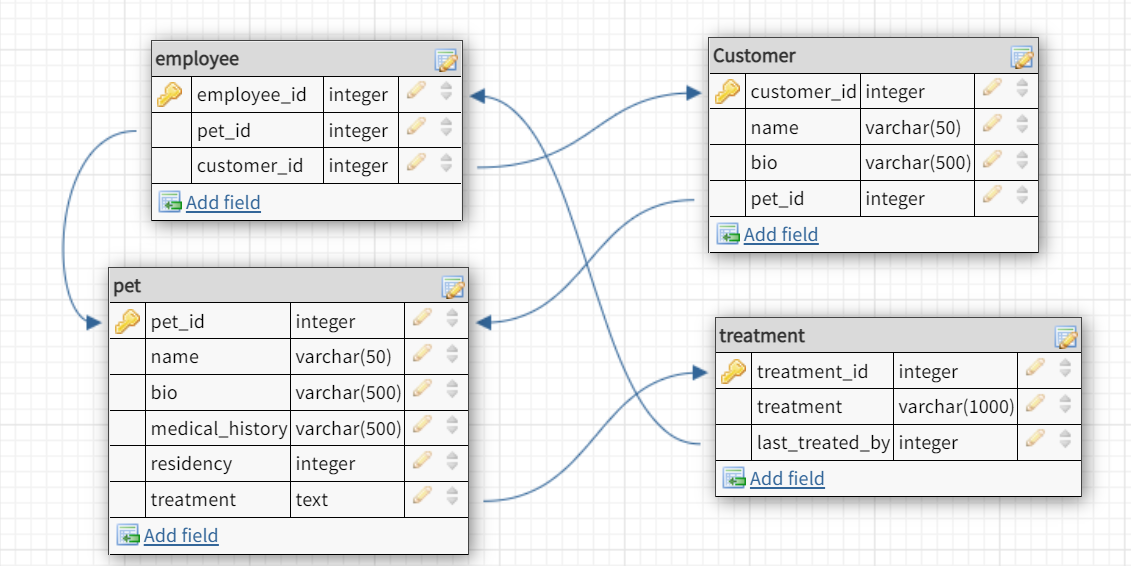 employee
employee_id integer
pet_id integer
customer_id integer
Add field
Customer
customer_id integer
name varchar(50)
bio varchar(500)
pet_id integer
Add field
pet
pet_id integer
name varchar(50)
bio varchar(500)
medical_history varchar(500)
residency integer
treatment text
Add field
treatment
treatment_id integer
treatment varchar(1000)
last_treated_by integer
Add field